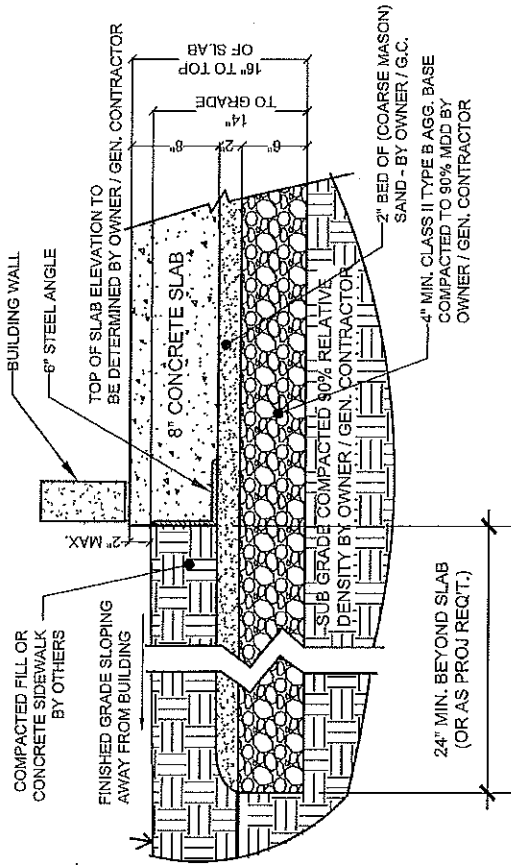 BUILDING WALL
6" STEEL ANGLE
TOP OF SLAB ELEVATION TO
BE DETERMINED BY OWNER / GEN. CONTRACTOR
16" TO TOP
OF SLAB
14"
TO GRADE
8"
2"
6"
8" CONCRETE SLAB
2" MAX.
COMPACTED FILL OR
CONCRETE SIDEWALK
BY OTHERS
FINISHED GRADE SLOPING
AWAY FROM BUILDING
SUB GRADE COMPACTED 90% RELATIVE
DENSITY BY OWNER / GEN. CONTRACTOR
2" BED OF (COARSE MASON)
SAND - BY OWNER / G.C.
4" MIN. CLASS II TYPE B AGG. BASE
COMPACTED TO 90% MDD BY
OWNER / GEN. CONTRACTOR
24" MIN. BEYOND SLAB
(OR AS PROJ REQ'T.)